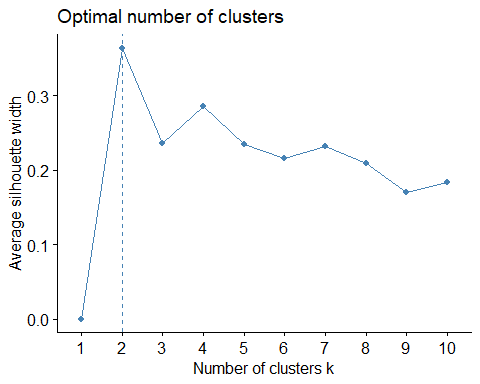 Optimal number of clusters
Average silhouette width
0.3
0.2
0.1
0.0
1 2 3 4 5 6 7 8 9 10
Number of clusters k